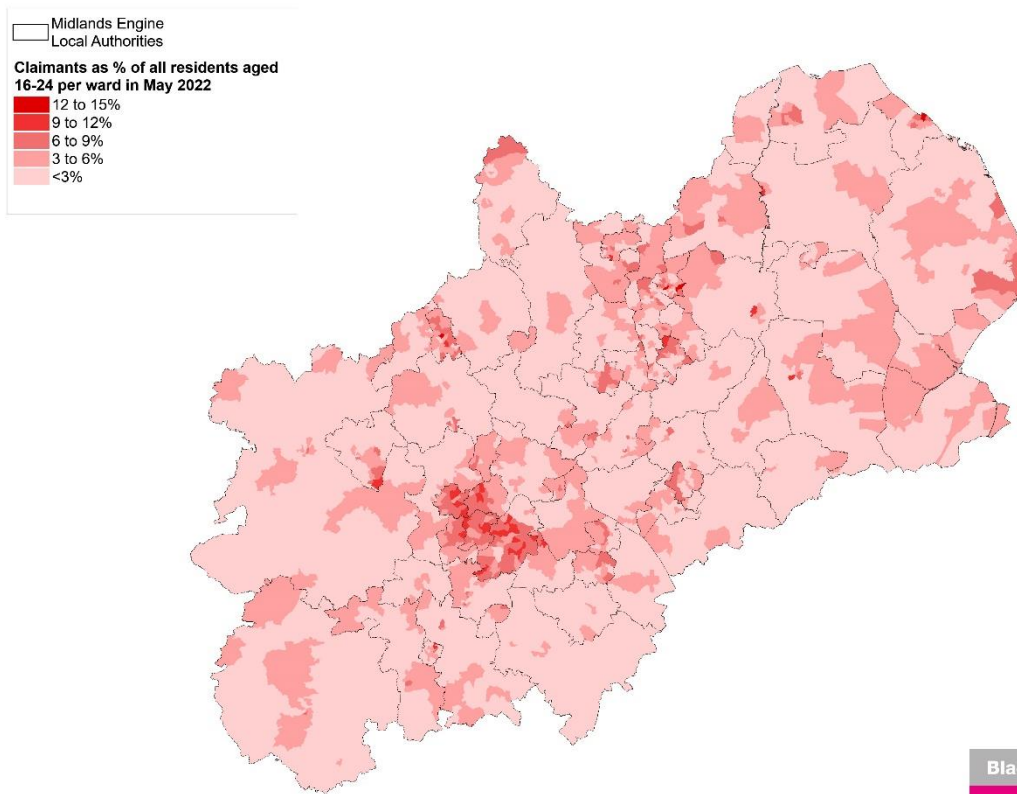 Midlands Engine
Local Authorities
Claimants as % of all residents aged
16-24 per ward in May 2022
12 to 15%
9 to 12%
6 to 9%
3 to 6%
<3%